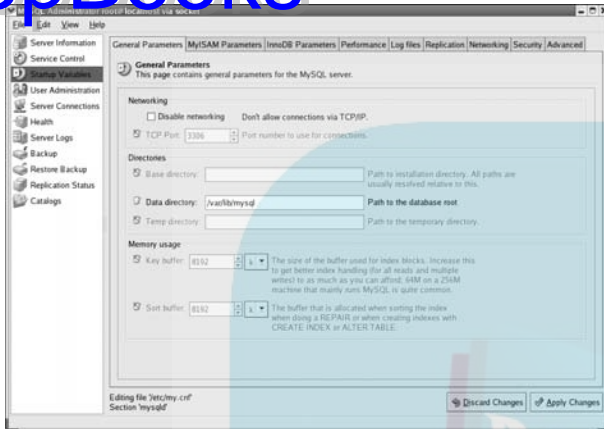 pBooks
MySQL Administrator root@localhost via socket
File Edit View Help
Server Information
Service Control
Startup Variables
User Administration
Server Connections
Health
Server Logs
Backup
Restore Backup
Replication Status
Catalogs
General Parameters MyISAM Parameters InnoDB Parameters Performance Log files Replication Networking Security Advanced
General Parameters
This page contains general parameters for the MySQL server.
Networking
Disable networking Don't allow connections via TCP/IP.
TCP Port: 3306 Port number to use for connections.
Directories
Base directory: Path to installation directory. All paths are
usually resolved relative to this.
Data directory: /var/lib/mysql Path to the database root
Temp directory: Path to the temporary directory.
Memory usage
Key buffer: 8192 k The size of the buffer used for index blocks. Increase this
to get better index handling (for all reads and multiple
writes) to as much as you can afford; 64M on a 256M
machine that mainly runs MySQL is quite common.
Sort buffer: 8192 k The buffer that is allocated when sorting the index
when doing a REPAIR or when creating indexes with
CREATE INDEX or ALTER TABLE.
Editing file '/etc/my.cnf'
Section 'mysqld'
Discard Changes Apply Changes